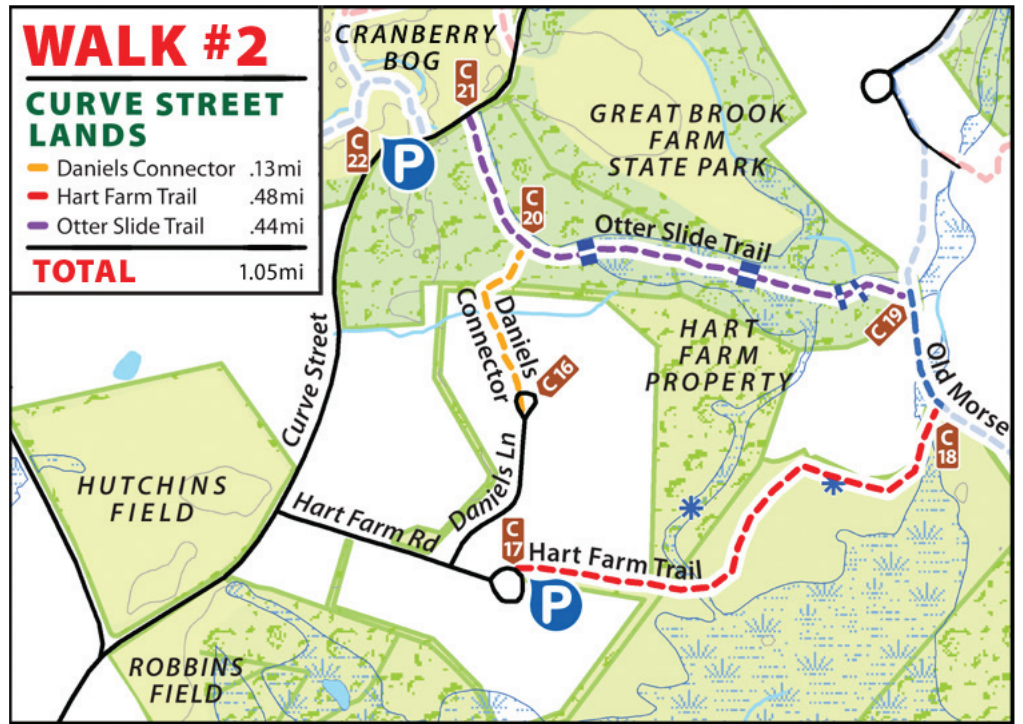 WALK #2
CURVE STREET
LANDS
Daniels Connector .13mi
Hart Farm Trail .48mi
Otter Slide Trail .44mi
TOTAL 1.05mi
CRANBERRY
BOG
C
21
C
22
P
GREAT BROOK
FARM
STATE PARK
C
20
Otter Slide Trail
C 19
Daniels
Connector
HART
FARM
PROPERTY
Old Morse
C 16
Curve Street
C
18
HUTCHINS
FIELD
Daniels Ln
Hart Farm Rd
C
17
Hart Farm Trail
P
ROBBINS
FIELD